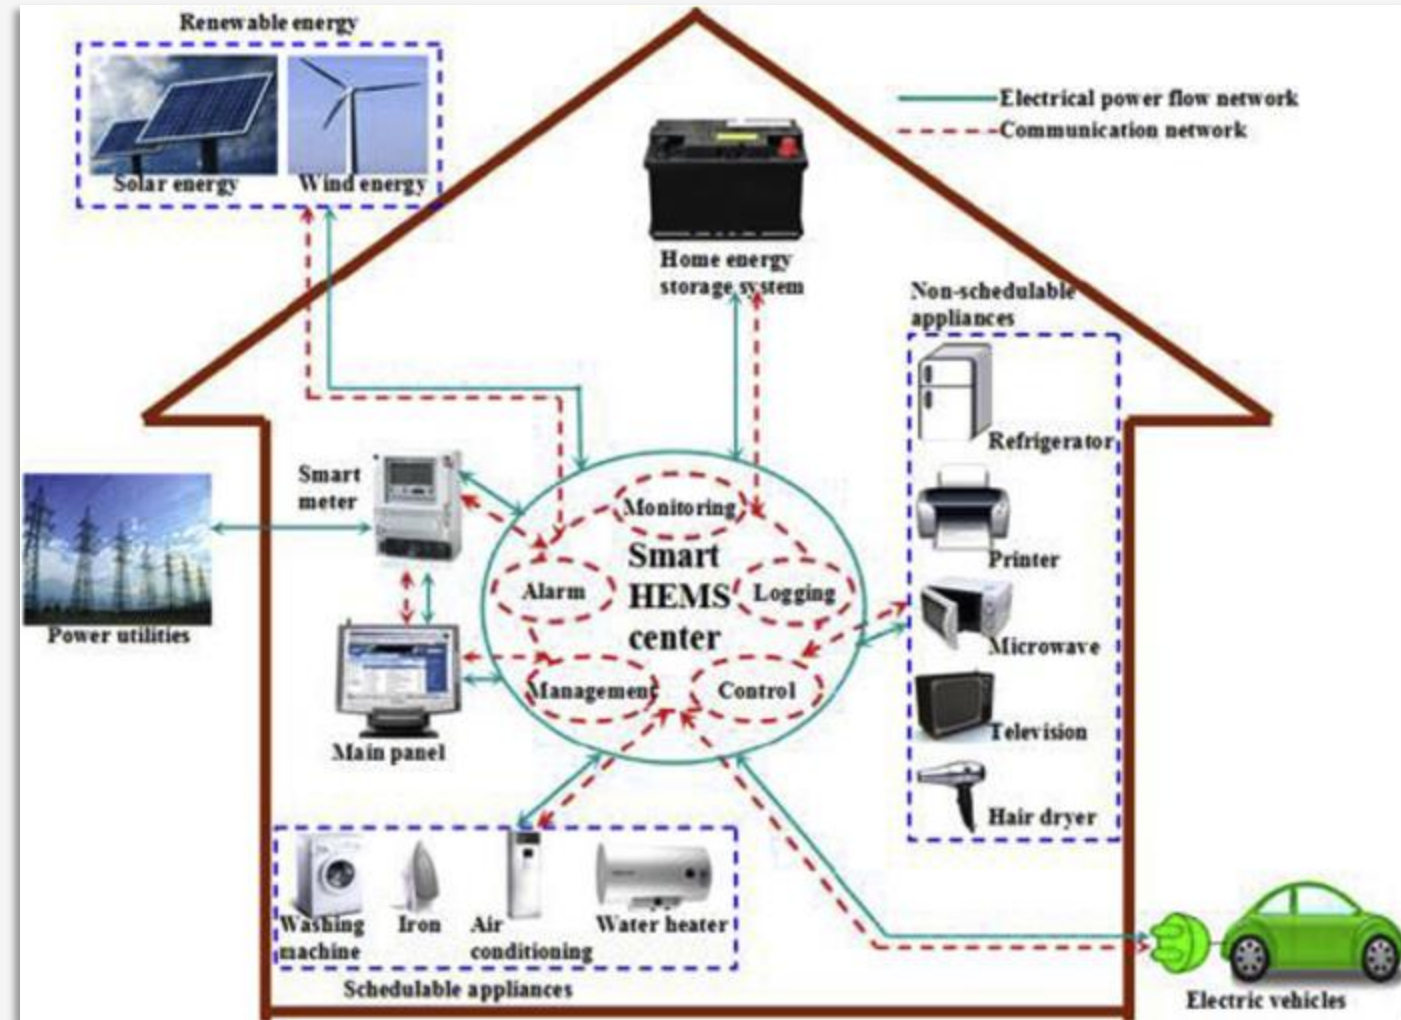 Renewable energy
Solar energy
Wind energy
Electrical power flow network
Communication network
Home energy
storage system
Non-schedulable
appliances
Refrigerator
Printer
Microwave
Television
Hair dryer
Smart
meter
Power utilities
Main panel
Monitoring
Alarm
Smart
HEMS
center
Logging
Management
Control
Washing
machine
Iron
Air
conditioning
Water heater
Schedulable appliances
Electric vehicles